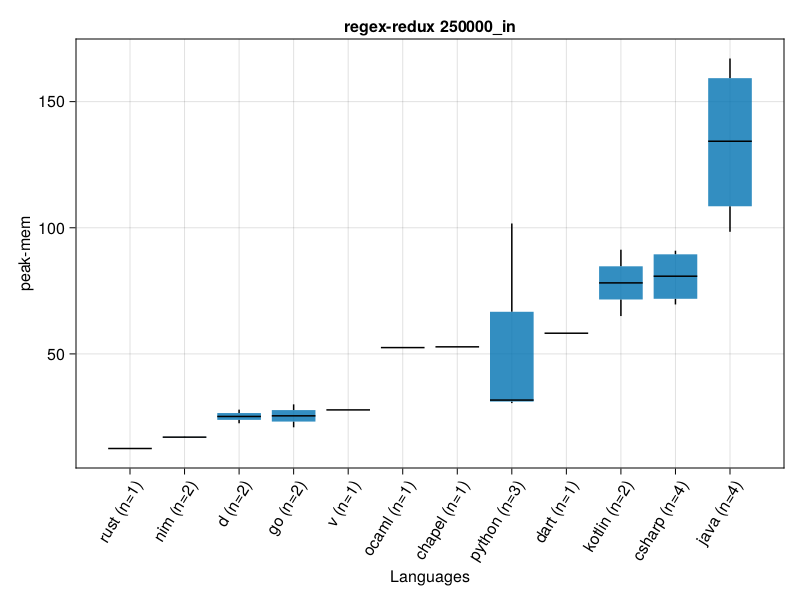 regex-redux 250000_in
peak-mem
150
100
50
rust (n=1)
nim (n=2)
d (n=2)
go (n=2)
v (n=1)
ocaml (n=1)
chapel (n=1)
python (n=3)
dart (n=1)
kotlin (n=2)
csharp (n=4)
java (n=4)
Languages